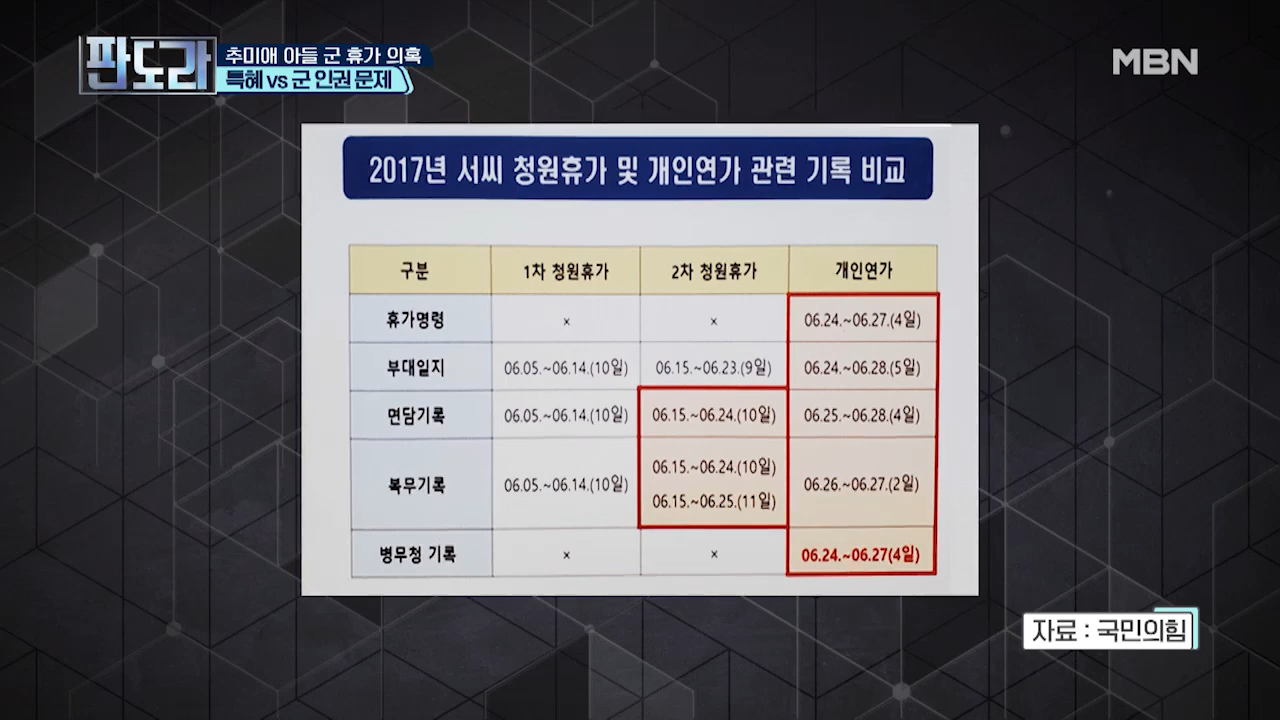 판도라
추미애 아들 군 휴가 의혹
특혜 vs 군 인권 문제
MBN
2017년 서씨 청원휴가 및 개인연가 관련 기록 비교
구분 1차 청원휴가 2차 청원휴가 개인연가
휴가명령 × × 06.24.~06.27.(4일)
부대일지 06.05.~06.14.(10일) 06.15.~06.23.(9일) 06.24.~06.28.(5일)
면담기록 06.05.~06.14.(10일) 06.15.~06.24.(10일) 06.25.~06.28.(4일)
복무기록 06.05.~06.14.(10일) 06.15.~06.24.(10일) 06.26.~06.27.(2일)
06.15.~06.25.(11일)
병무청 기록 × × 06.24.~06.27(4일)
자료 : 국민의힘